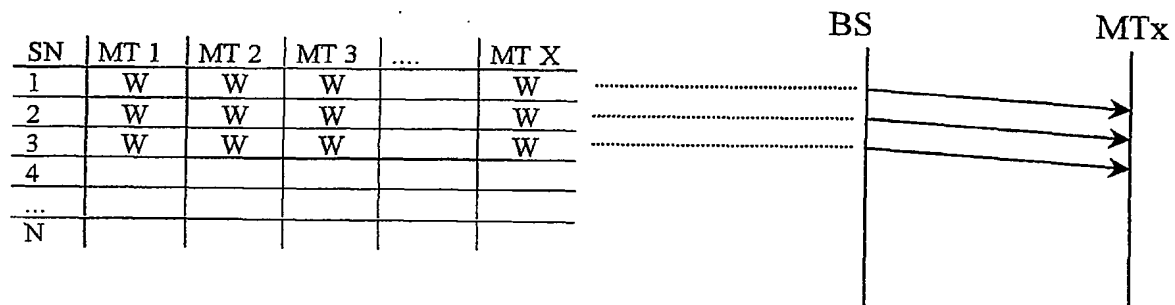 BS MTx
SN MT 1 MT 2 MT 3 .... MT X
1 W W W W
2 W W W W
3 W W W W
4
...
N